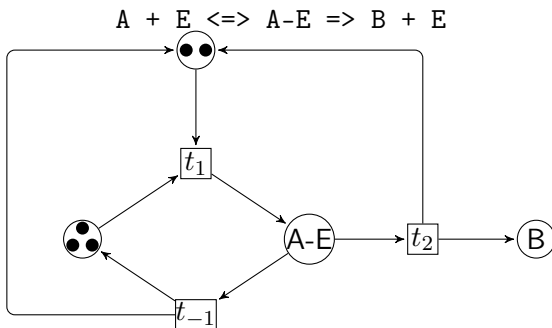 A + E <=> A-E => B + E
t₁
A-E
t₂
B
t₋₁